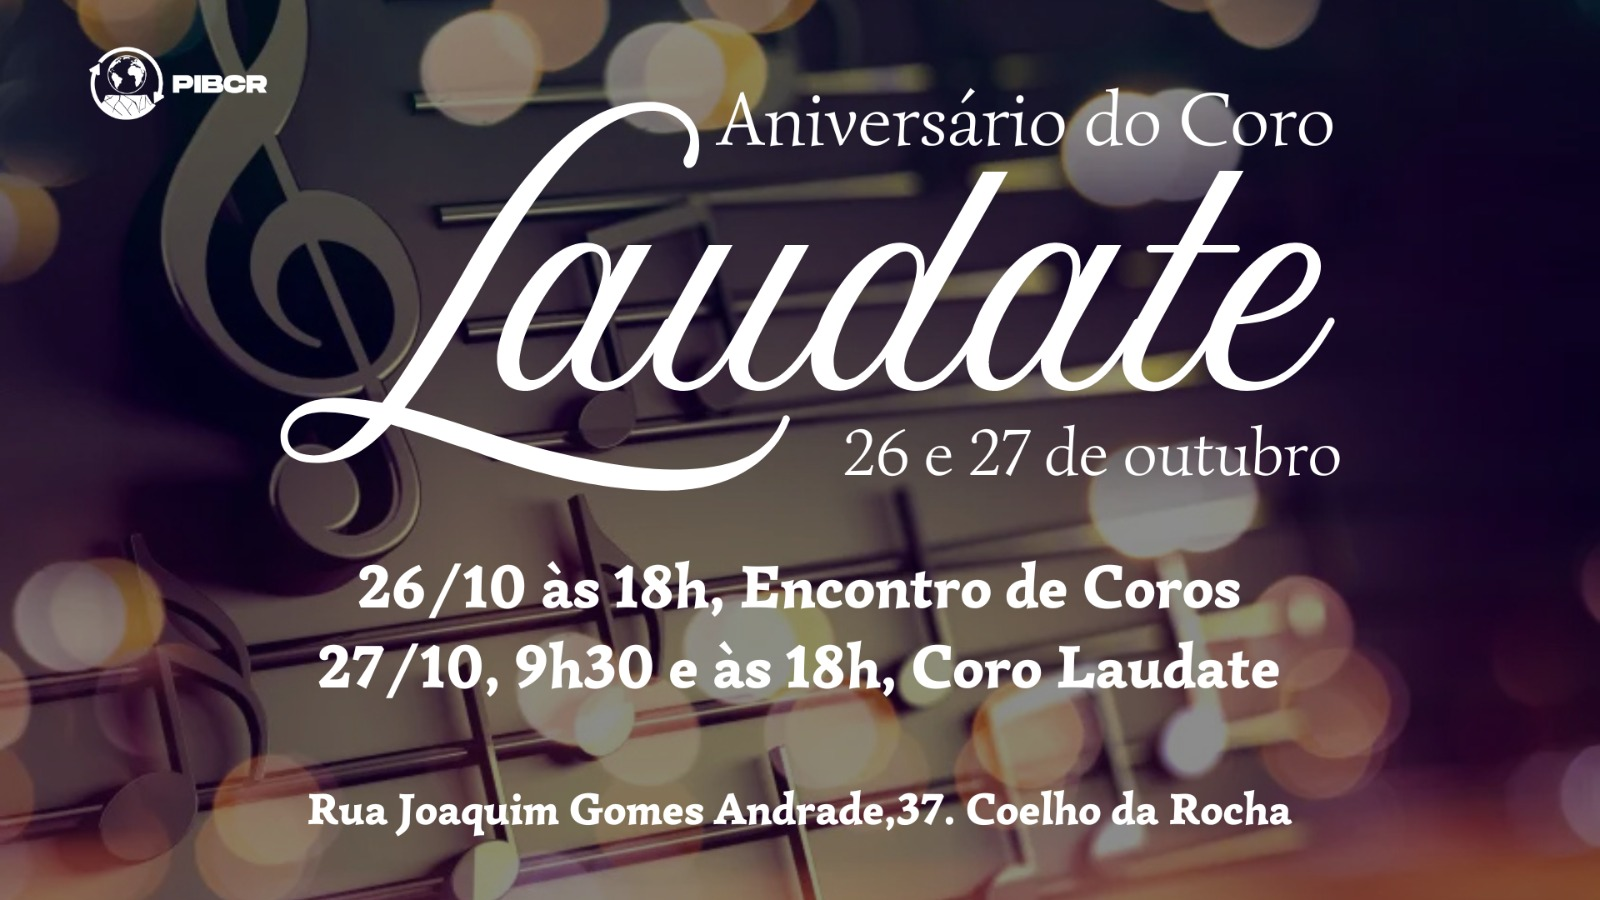 PIBCR
Aniversário do Coro
Laudate
26 e 27 de outubro
26/10 às 18h, Encontro de Coros
27/10, 9h30 e às 18h, Coro Laudate
Rua Joaquim Gomes Andrade,37. Coelho da Rocha